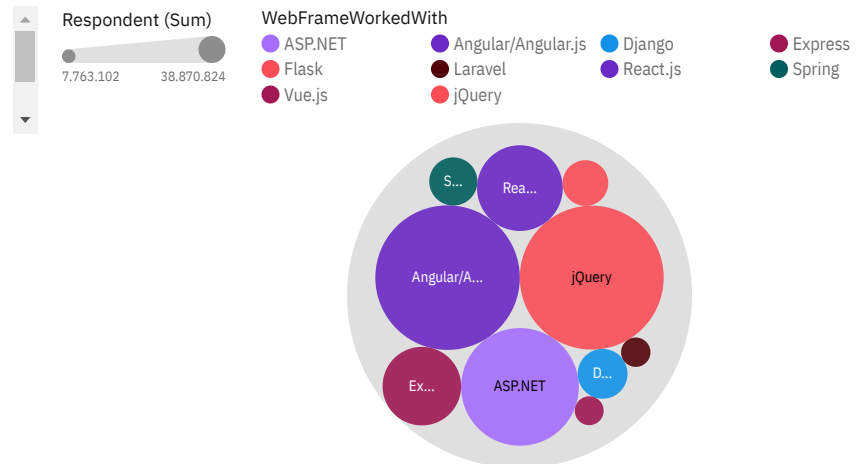 Respondent (Sum)
7.763.102 38.870.824
WebFrameWorkedWith
ASP.NET Angular/Angular.js Django Express
Flask Laravel React.js Spring
Vue.js jQuery
S... Rea...
Angular/A... jQuery
Ex... ASP.NET D...